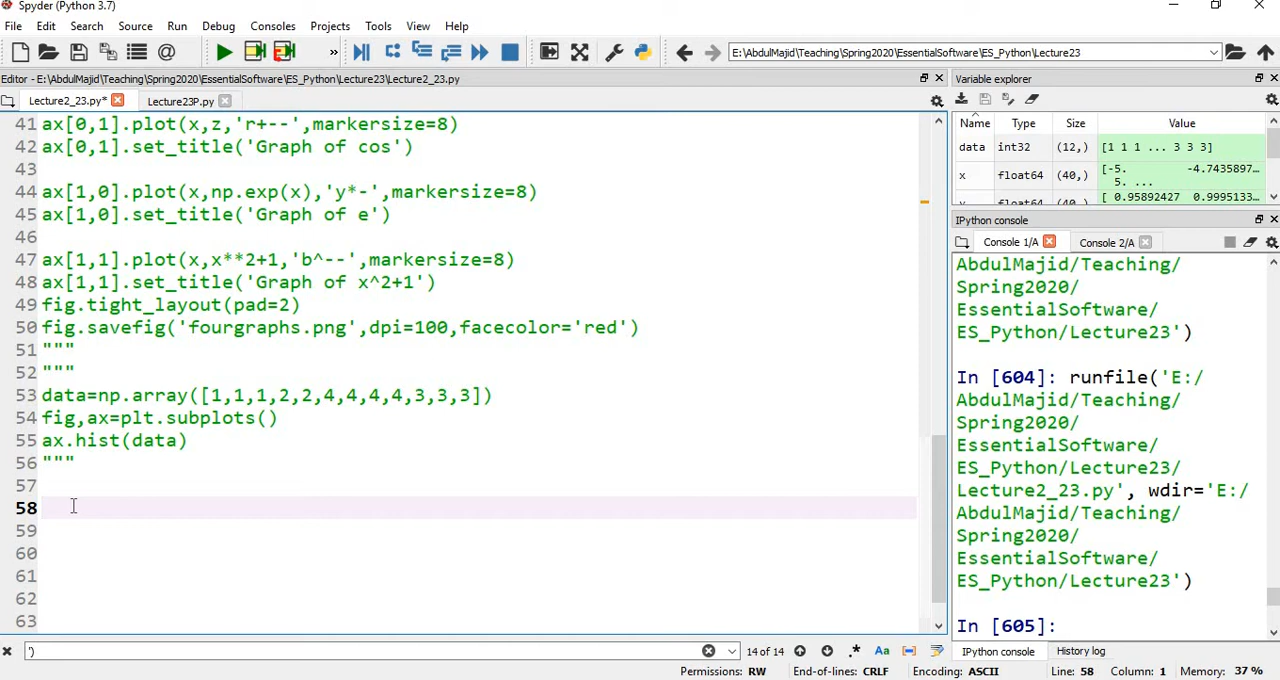 Spyder (Python 3.7)
File Edit Search Source Run Debug Consoles Projects Tools View Help
E:\AbdulMajid\Teaching\Spring2020\EssentialSoftware\ES_Python\Lecture23
Editor - E:\AbdulMajid\Teaching\Spring2020\EssentialSoftware\ES_Python\Lecture23\Lecture2_23.py
Lecture2_23.py* Lecture23P.py
41 ax[0,1].plot(x,z,'r+--',markersize=8)
42 ax[0,1].set_title('Graph of cos')
43
44 ax[1,0].plot(x,np.exp(x),'y*-',markersize=8)
45 ax[1,0].set_title('Graph of e')
46
47 ax[1,1].plot(x,x**2+1,'b^--',markersize=8)
48 ax[1,1].set_title('Graph of x^2+1')
49 fig.tight_layout(pad=2)
50 fig.savefig('fourgraphs.png',dpi=100,facecolor='red')
51 """
52 """
53 data=np.array([1,1,1,2,2,4,4,4,4,3,3,3])
54 fig,ax=plt.subplots()
55 ax.hist(data)
56 """
57
58
59
60
61
62
63
')
14 of 14
Aa
Variable explorer
Name Type Size Value
data int32 (12,) [1 1 1 ... 3 3 3]
x float64 (40,) [-5. -4.7435897...
5. ...
float64 (40,) [ 0.95892427 0.9995133...
IPython console
Console 1/A Console 2/A
AbdulMajid/Teaching/
Spring2020/
EssentialSoftware/
ES_Python/Lecture23')
In [604]: runfile('E:/
AbdulMajid/Teaching/
Spring2020/
EssentialSoftware/
ES_Python/Lecture23/
Lecture2_23.py', wdir='E:/
AbdulMajid/Teaching/
Spring2020/
EssentialSoftware/
ES_Python/Lecture23')
In [605]:
IPython console History log
Permissions: RW End-of-lines: CRLF Encoding: ASCII Line: 58 Column: 1 Memory: 37 %